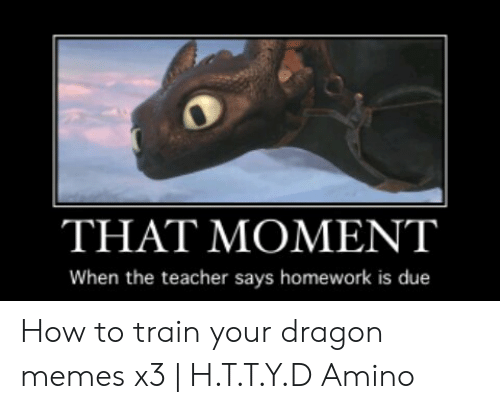 THAT MOMENT
When the teacher says homework is due
How to train your dragon
memes x3 | H.T.T.Y.D Amino